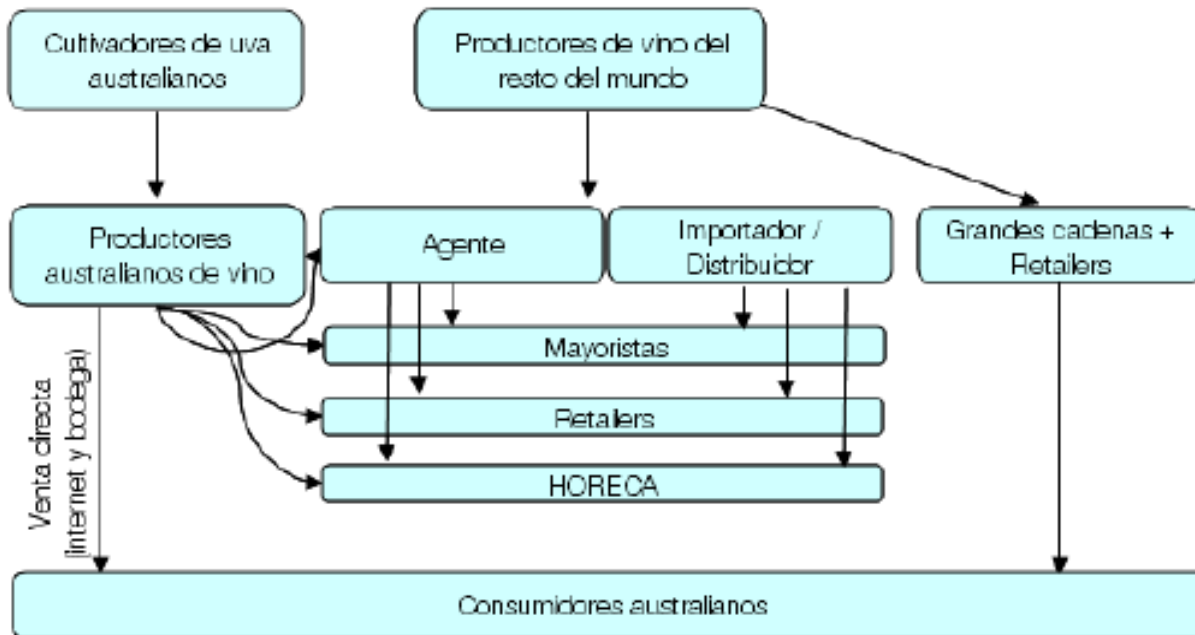 Cultivadores de uva
australianos
Productores de vino del
resto del mundo
Productores
australianos de vino
Agente
Importador /
Distribuidor
Grandes cadenas +
Retailers
Mayoristas
Retailers
HORECA
Venta directa
(internet y bodega)
Consumidores australianos